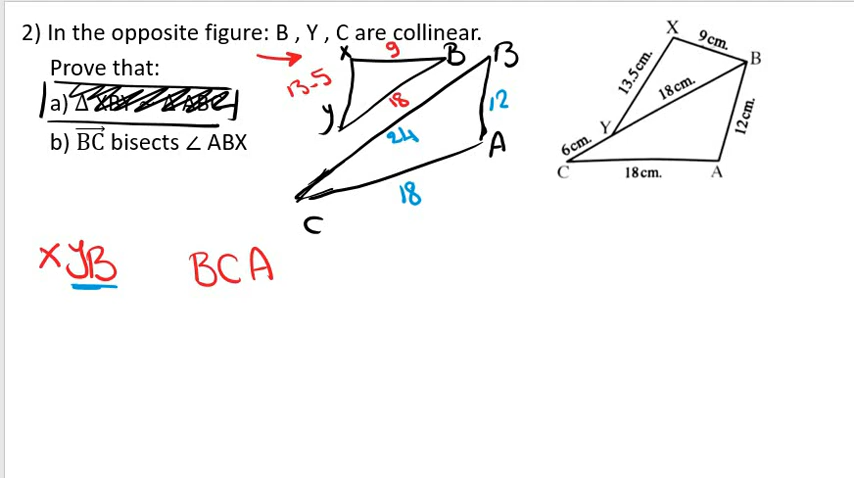 2) In the opposite figure: B , Y , C are collinear.
Prove that:
a) Δ
b) BC bisects ∠ ABX
X 9 B
13.5
18
Y
B
12
24
A
18
C
XYB BCA
X
9cm.
B
13.5cm.
18cm.
12cm.
Y
6cm.
C
18cm.
A